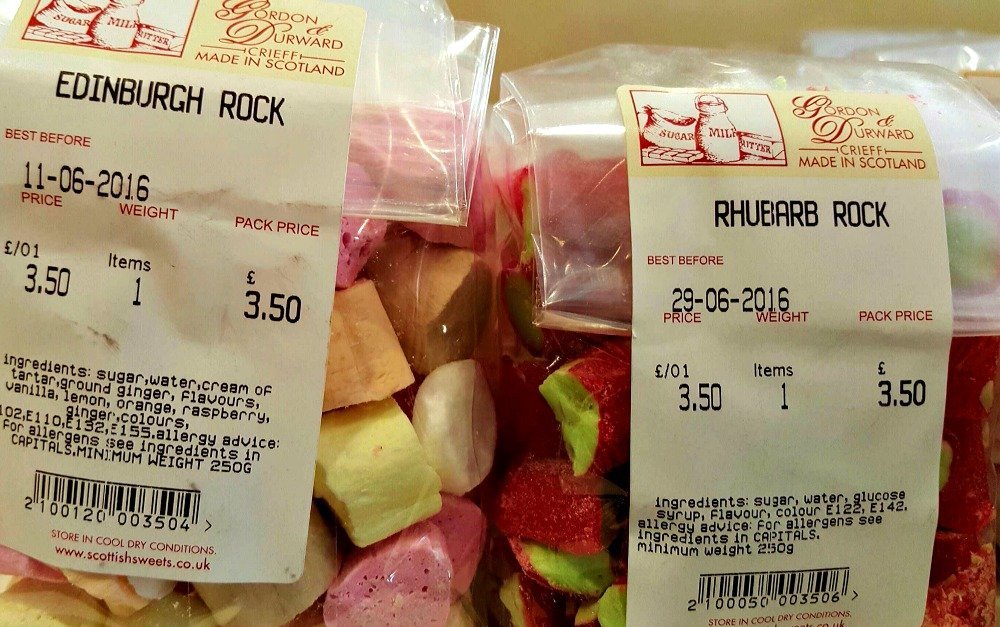 SUGAR
MILK
BUTTER
GORDON
&
DURWARD
CRIEFF
MADE IN SCOTLAND
EDINBURGH ROCK
BEST BEFORE
11-06-2016
PRICE WEIGHT PACK PRICE
£/01 Items £
3.50 1 3.50
ingredients: sugar,water,cream of
tartar,ground ginger, flavours,
vanilla, lemon, orange, raspberry,
ginger,colours,
102,E110,E132,E155.allergy advice:
For allergens see ingredients in
CAPITALS,MINIMUM WEIGHT 250G
2 100120 003504 >
STORE IN COOL DRY CONDITIONS.
www.scottishsweets.co.uk
SUGAR
MILK
BUTTER
GORDON
&
DURWARD
CRIEFF
MADE IN SCOTLAND
RHUBARB ROCK
BEST BEFORE
29-06-2016
PRICE WEIGHT PACK PRICE
£/01 Items £
3.50 1 3.50
ingredients: sugar, water, glucose
syrup, Flavour, colour E122, E142.
allergy advice: For allergens see
ingredients in CAPITALS.
minimum weight 250g
2 100050 003506 >
STORE IN COOL DRY CONDITIONS.